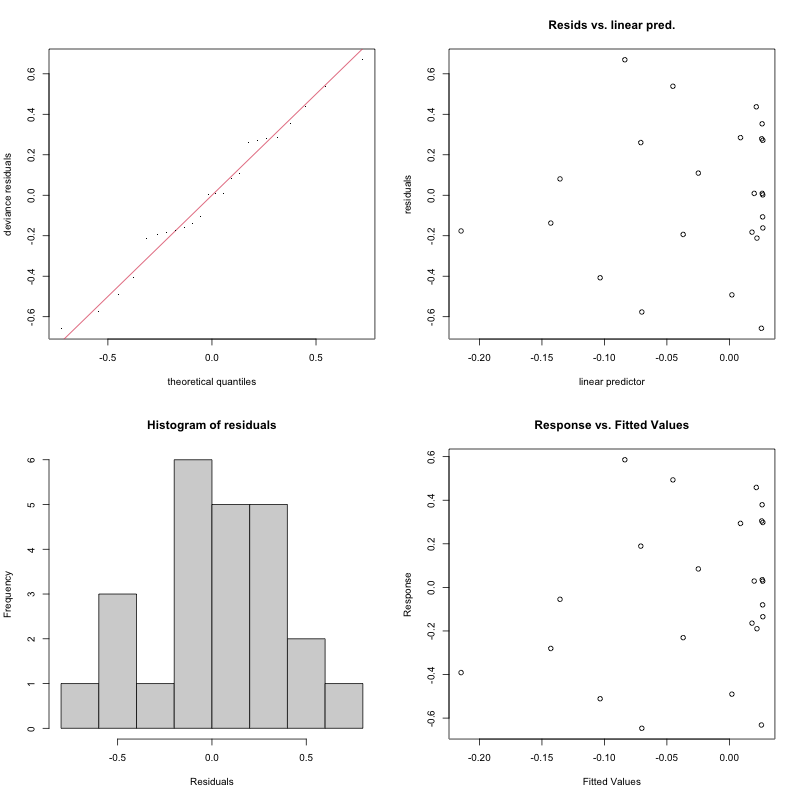 deviance residuals
0.6
0.4
0.2
0.0
-0.2
-0.4
-0.6
-0.5 0.0 0.5
theoretical quantiles
Resids vs. linear pred.
residuals
0.6
0.4
0.2
0.0
-0.2
-0.4
-0.6
-0.20 -0.15 -0.10 -0.05 0.00
linear predictor
Histogram of residuals
Frequency
6
5
4
3
2
1
0
-0.5 0.0 0.5
Residuals
Response vs. Fitted Values
Response
0.6
0.4
0.2
0.0
-0.2
-0.4
-0.6
-0.20 -0.15 -0.10 -0.05 0.00
Fitted Values